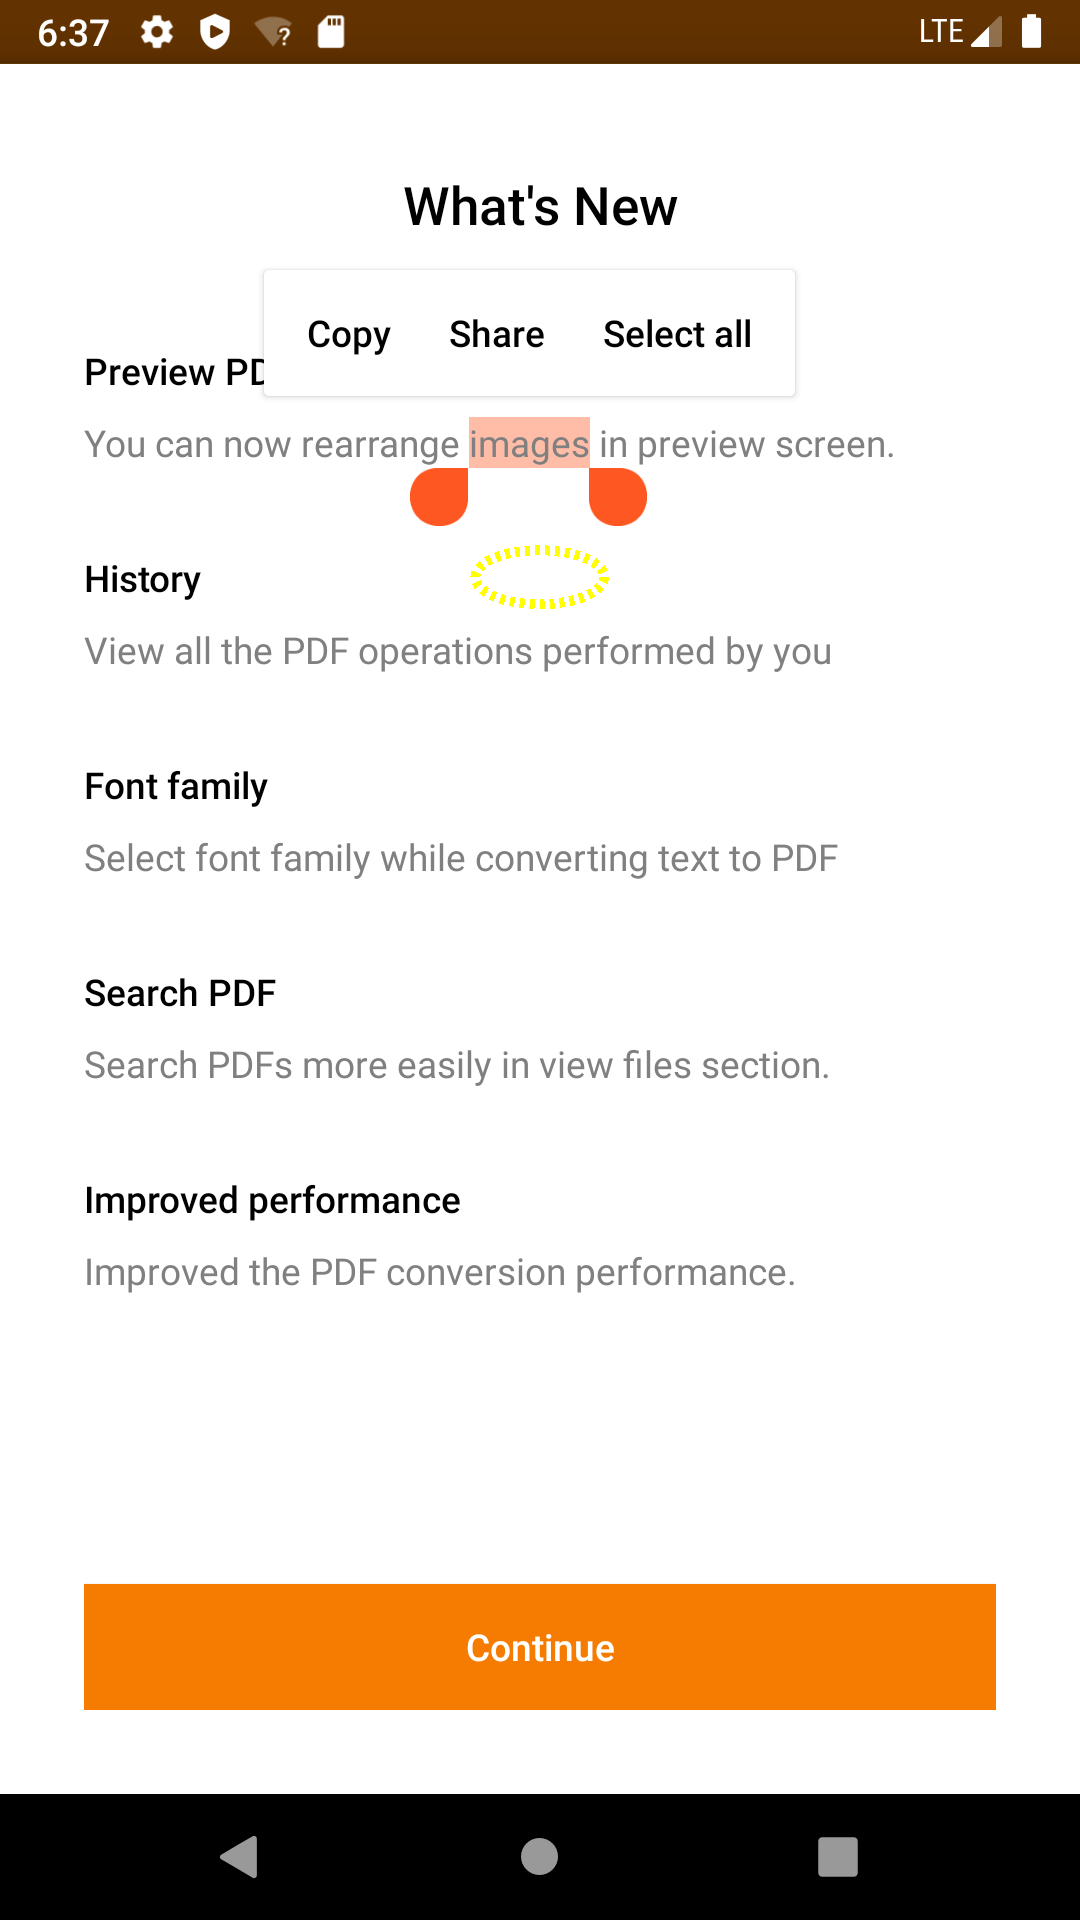 6:37
LTE
What's New
Copy Share Select all
Preview PD
You can now rearrange images in preview screen.
History
View all the PDF operations performed by you
Font family
Select font family while converting text to PDF
Search PDF
Search PDFs more easily in view files section.
Improved performance
Improved the PDF conversion performance.
Continue